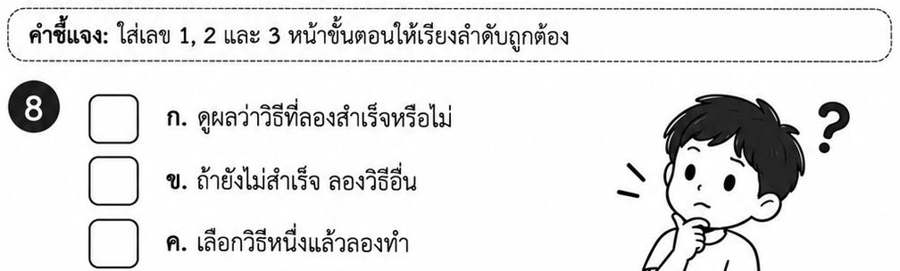 คำชี้แจง: ใส่เลข 1, 2 และ 3 หน้าขั้นตอนให้เรียงลำดับถูกต้อง
8
ก. ดูผลว่าวิธีที่ลองสำเร็จหรือไม่
ข. ถ้ายังไม่สำเร็จ ลองวิธีอื่น
ค. เลือกวิธีหนึ่งแล้วลองทำ
?